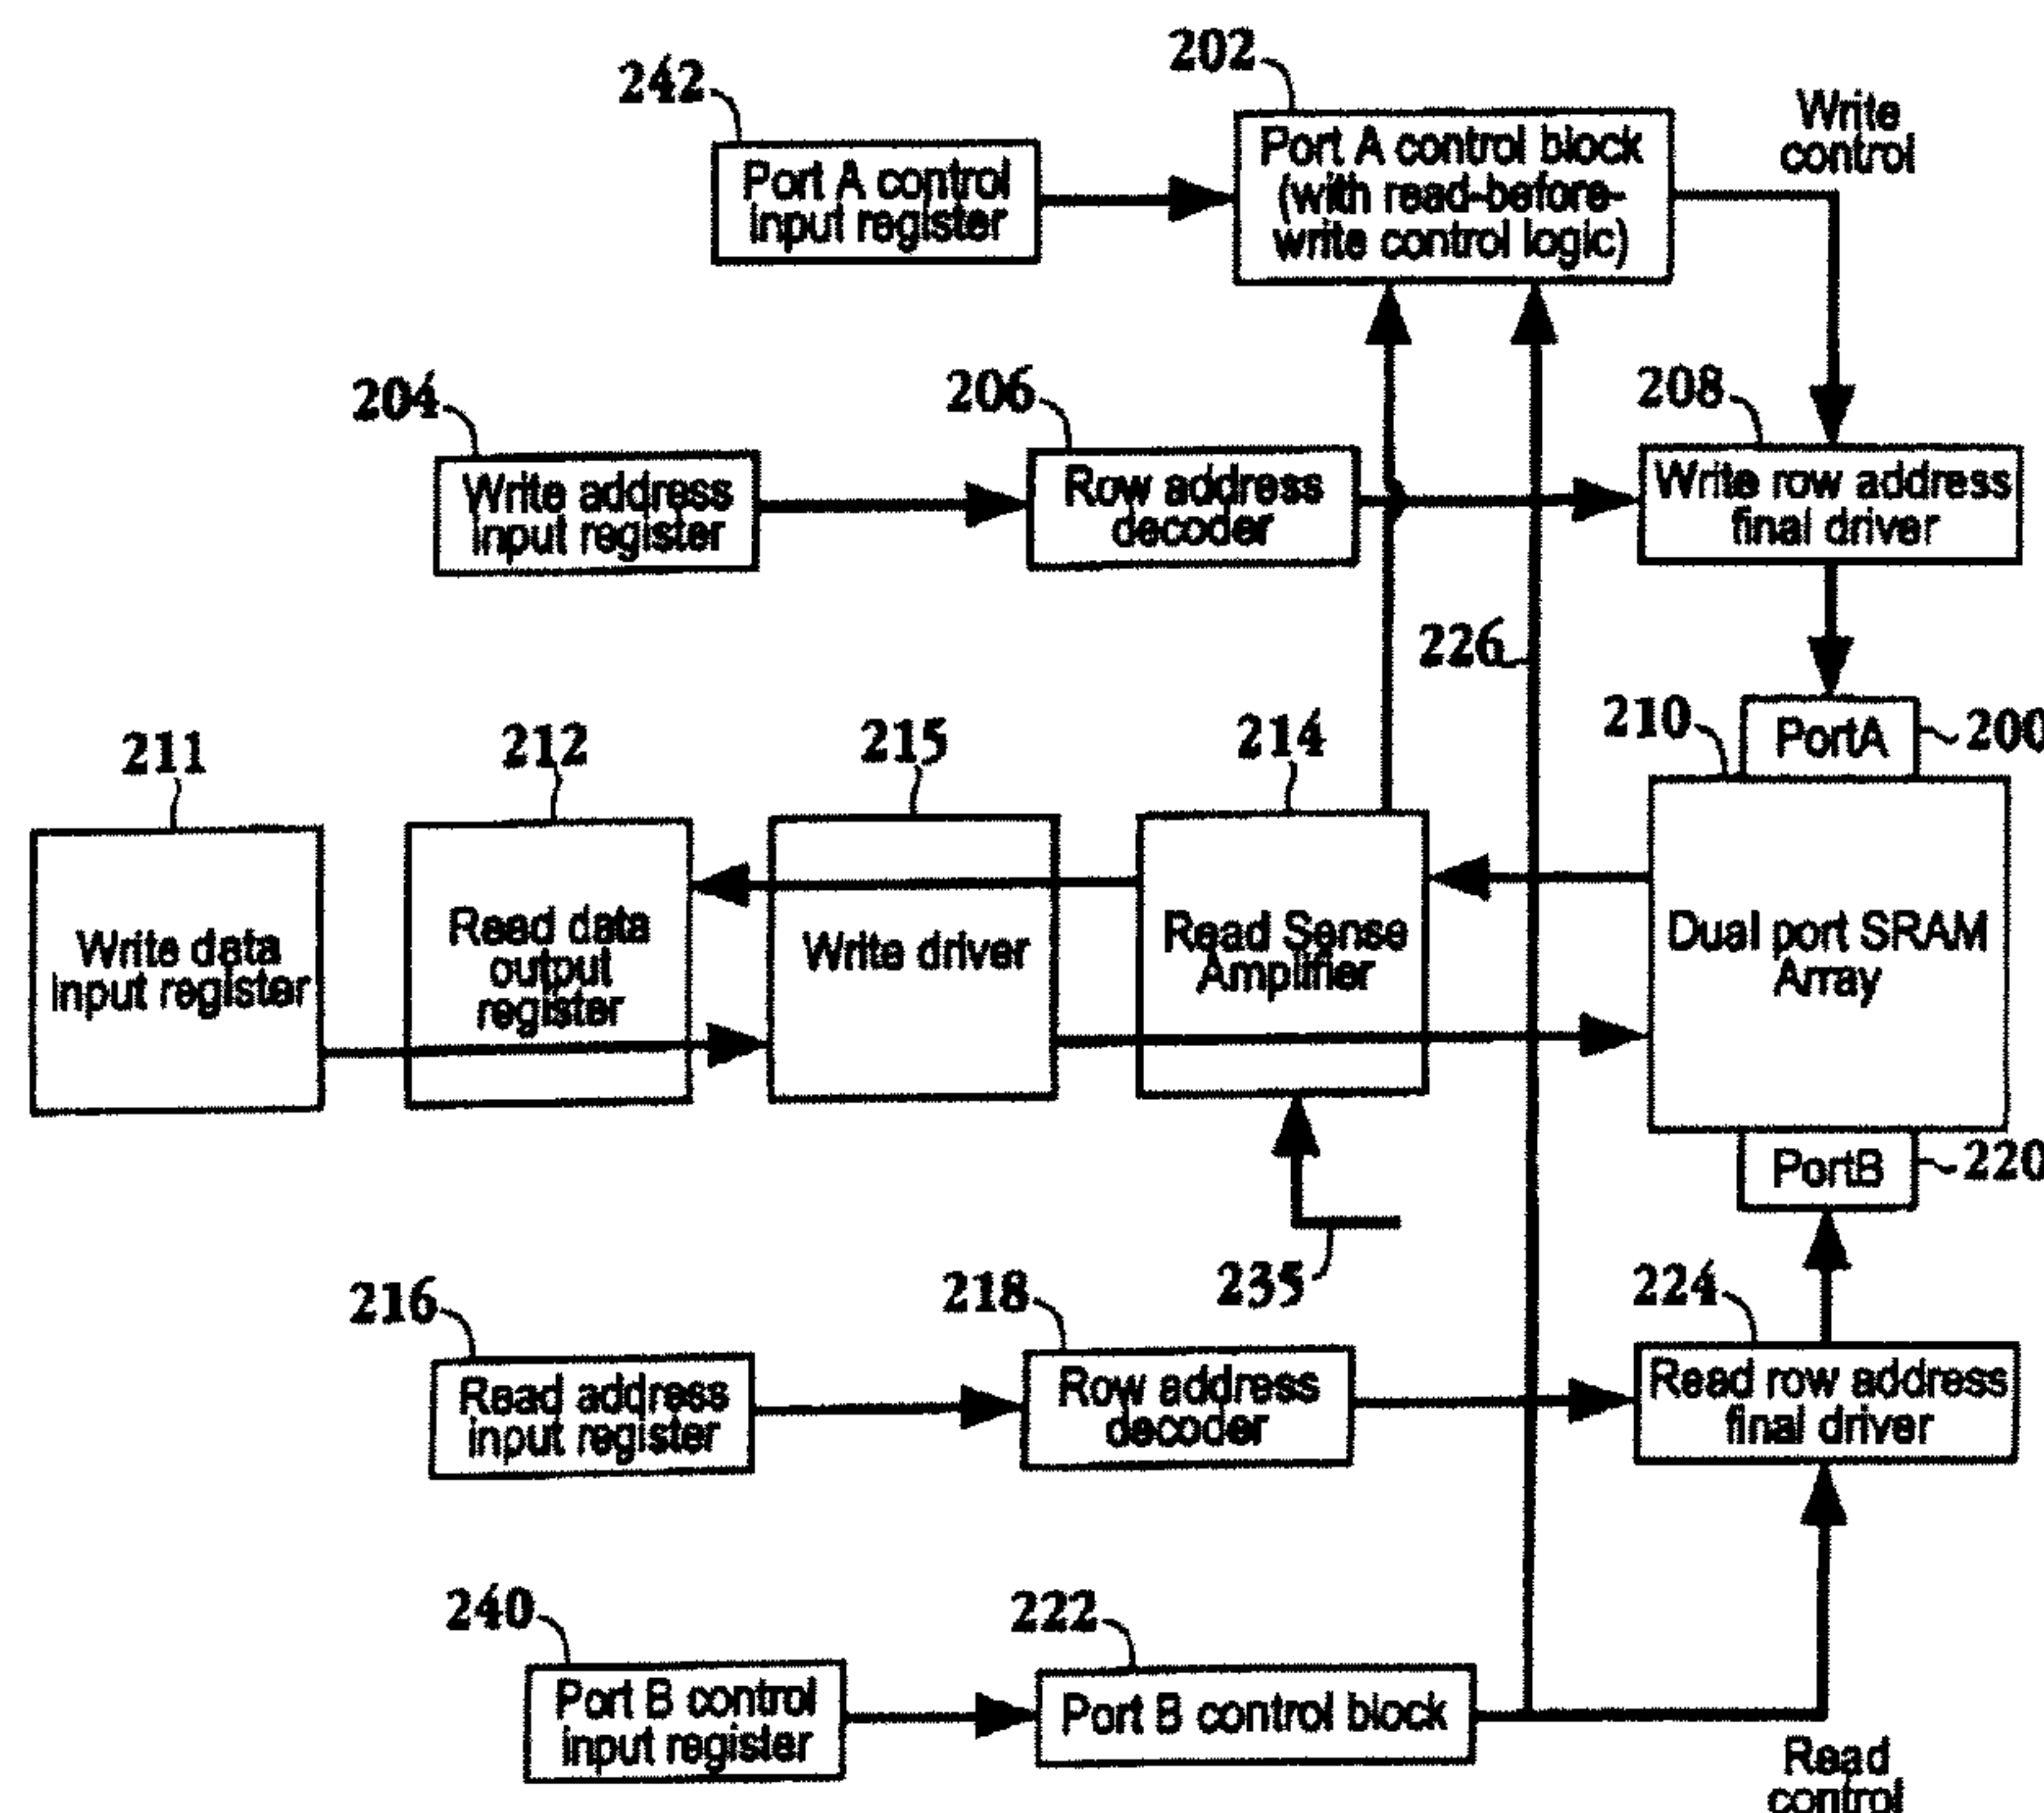 202
242
Write
control
Port A control block
(with read-before-
write control logic)
Port A control
input register
204
206
208
Write address
input register
Row address
decoder
Write row address
final driver
226
211
212
215
214
210
PortA
200
Write data
input register
Read data
output
register
Write driver
Read Sense
Amplifier
Dual port SRAM
Array
PortB
220
235
216
218
224
Read address
input register
Row address
decoder
Read row address
final driver
240
222
Port B control
input register
Port B control block
Read
control